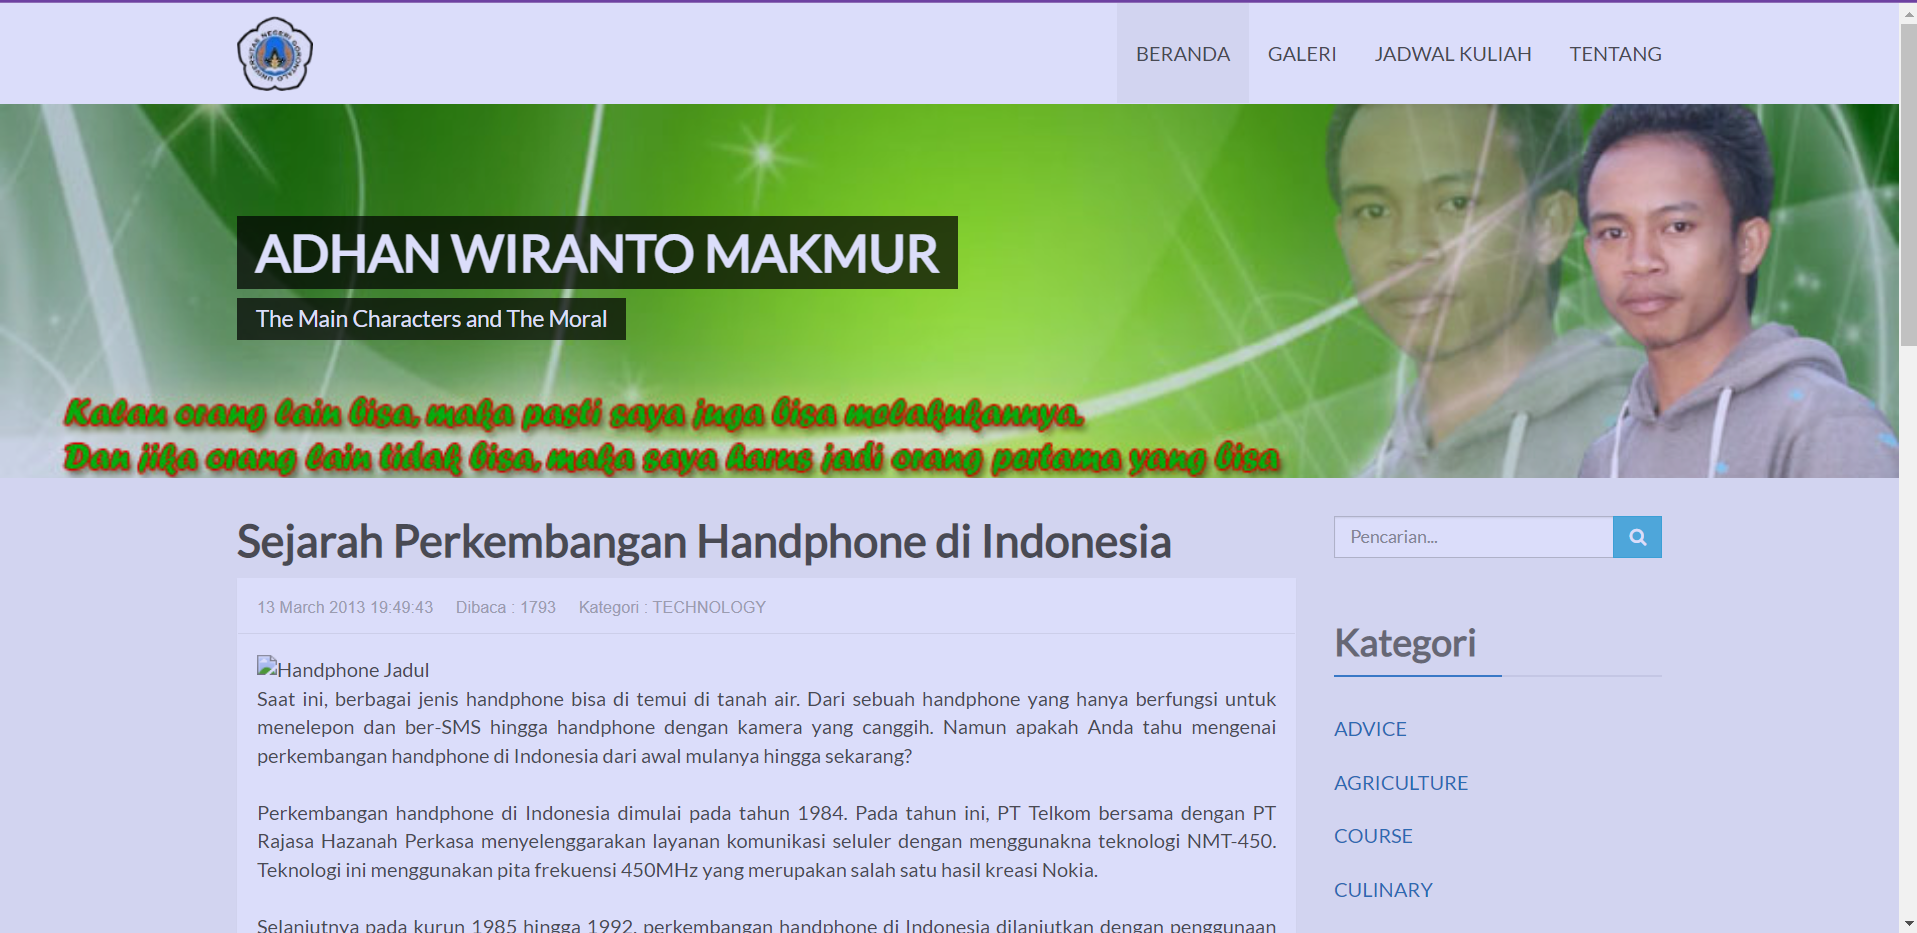 UNIVERSITAS NEGERI GORONTALO
BERANDA GALERI JADWAL KULIAH TENTANG
ADHAN WIRANTO MAKMUR
The Main Characters and The Moral
Kalau orang lain bisa, maka pasti saya juga bisa melakukannya.
Dan jika orang lain tidak bisa, maka saya harus jadi orang pertama yang bisa
Sejarah Perkembangan Handphone di Indonesia
13 March 2013 19:49:43 Dibaca : 1793 Kategori : TECHNOLOGY
Handphone Jadul
Saat ini, berbagai jenis handphone bisa di temui di tanah air. Dari sebuah handphone yang hanya berfungsi untuk
menelepon dan ber-SMS hingga handphone dengan kamera yang canggih. Namun apakah Anda tahu mengenai
perkembangan handphone di Indonesia dari awal mulanya hingga sekarang?
Perkembangan handphone di Indonesia dimulai pada tahun 1984. Pada tahun ini, PT Telkom bersama dengan PT
Rajasa Hazanah Perkasa menyelenggarakan layanan komunikasi seluler dengan menggunakna teknologi NMT-450.
Teknologi ini menggunakan pita frekuensi 450MHz yang merupakan salah satu hasil kreasi Nokia.
Selanjutnya pada kurun 1985 hingga 1992, perkembangan handphone di Indonesia dilanjutkan dengan penggunaan
Pencarian...
Kategori
ADVICE
AGRICULTURE
COURSE
CULINARY